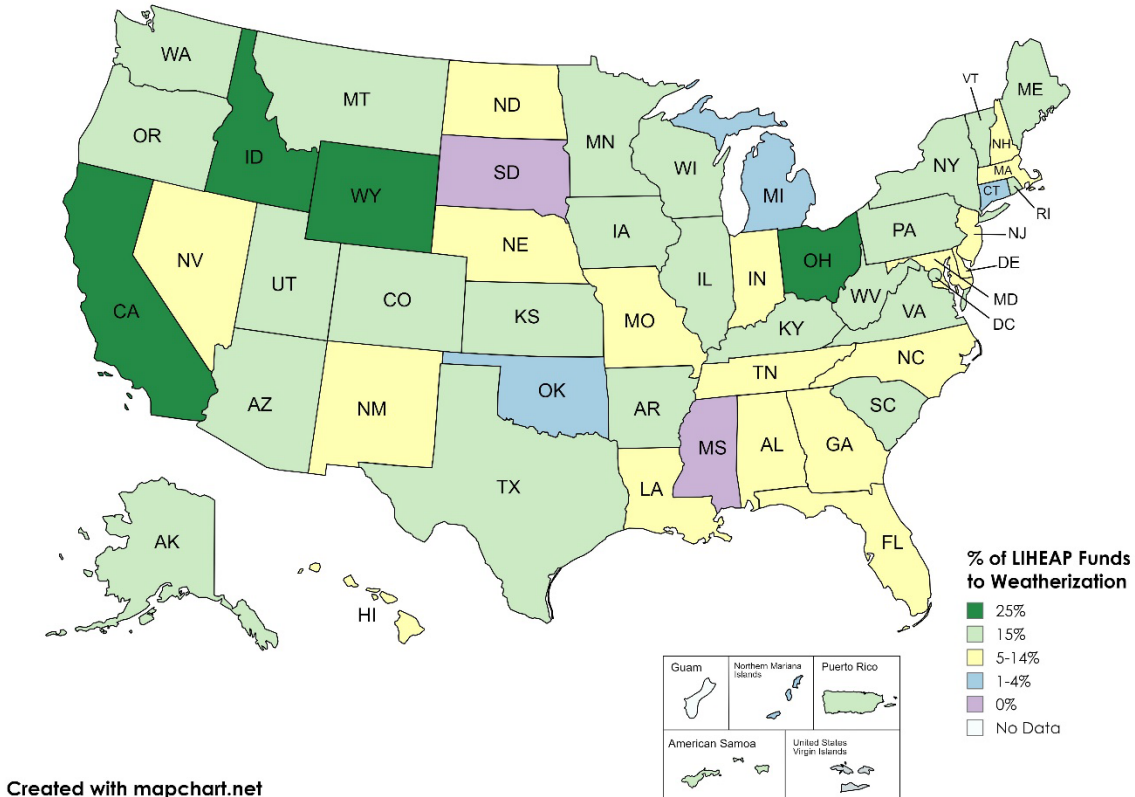 WA
MT
ND
MN
VT
ME
OR
ID
SD
WI
NY
NH
MA
WY
MI
CT
RI
IA
PA
NJ
NE
NV
UT
IL
IN
OH
DE
CO
WV
MD
CA
KS
MO
KY
VA
DC
TN
NC
AZ
NM
OK
AR
SC
MS
AL
GA
TX
LA
AK
FL
HI
% of LIHEAP Funds
to Weatherization
25%
15%
5-14%
1-4%
0%
No Data
Guam
Northern Mariana
Islands
Puerto Rico
American Samoa
United States
Virgin Islands
Created with mapchart.net